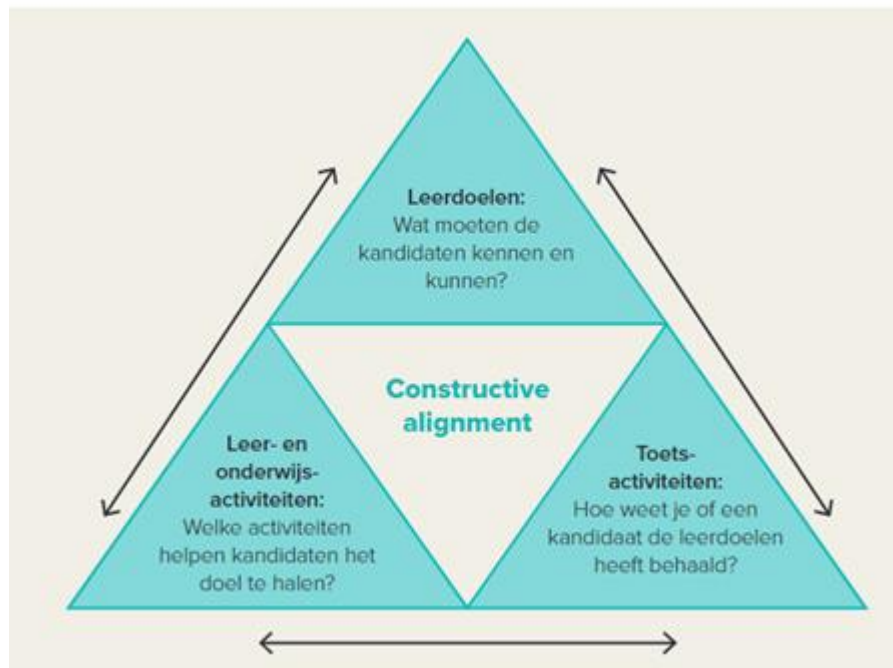 Leerdoelen:
Wat moeten de
kandidaten kennen en
kunnen?
Constructive
alignment
Leer- en
onderwijs-
activiteiten:
Welke activiteiten
helpen kandidaten het
doel te halen?
Toets-
activiteiten:
Hoe weet je of een
kandidaat de leerdoelen
heeft behaald?